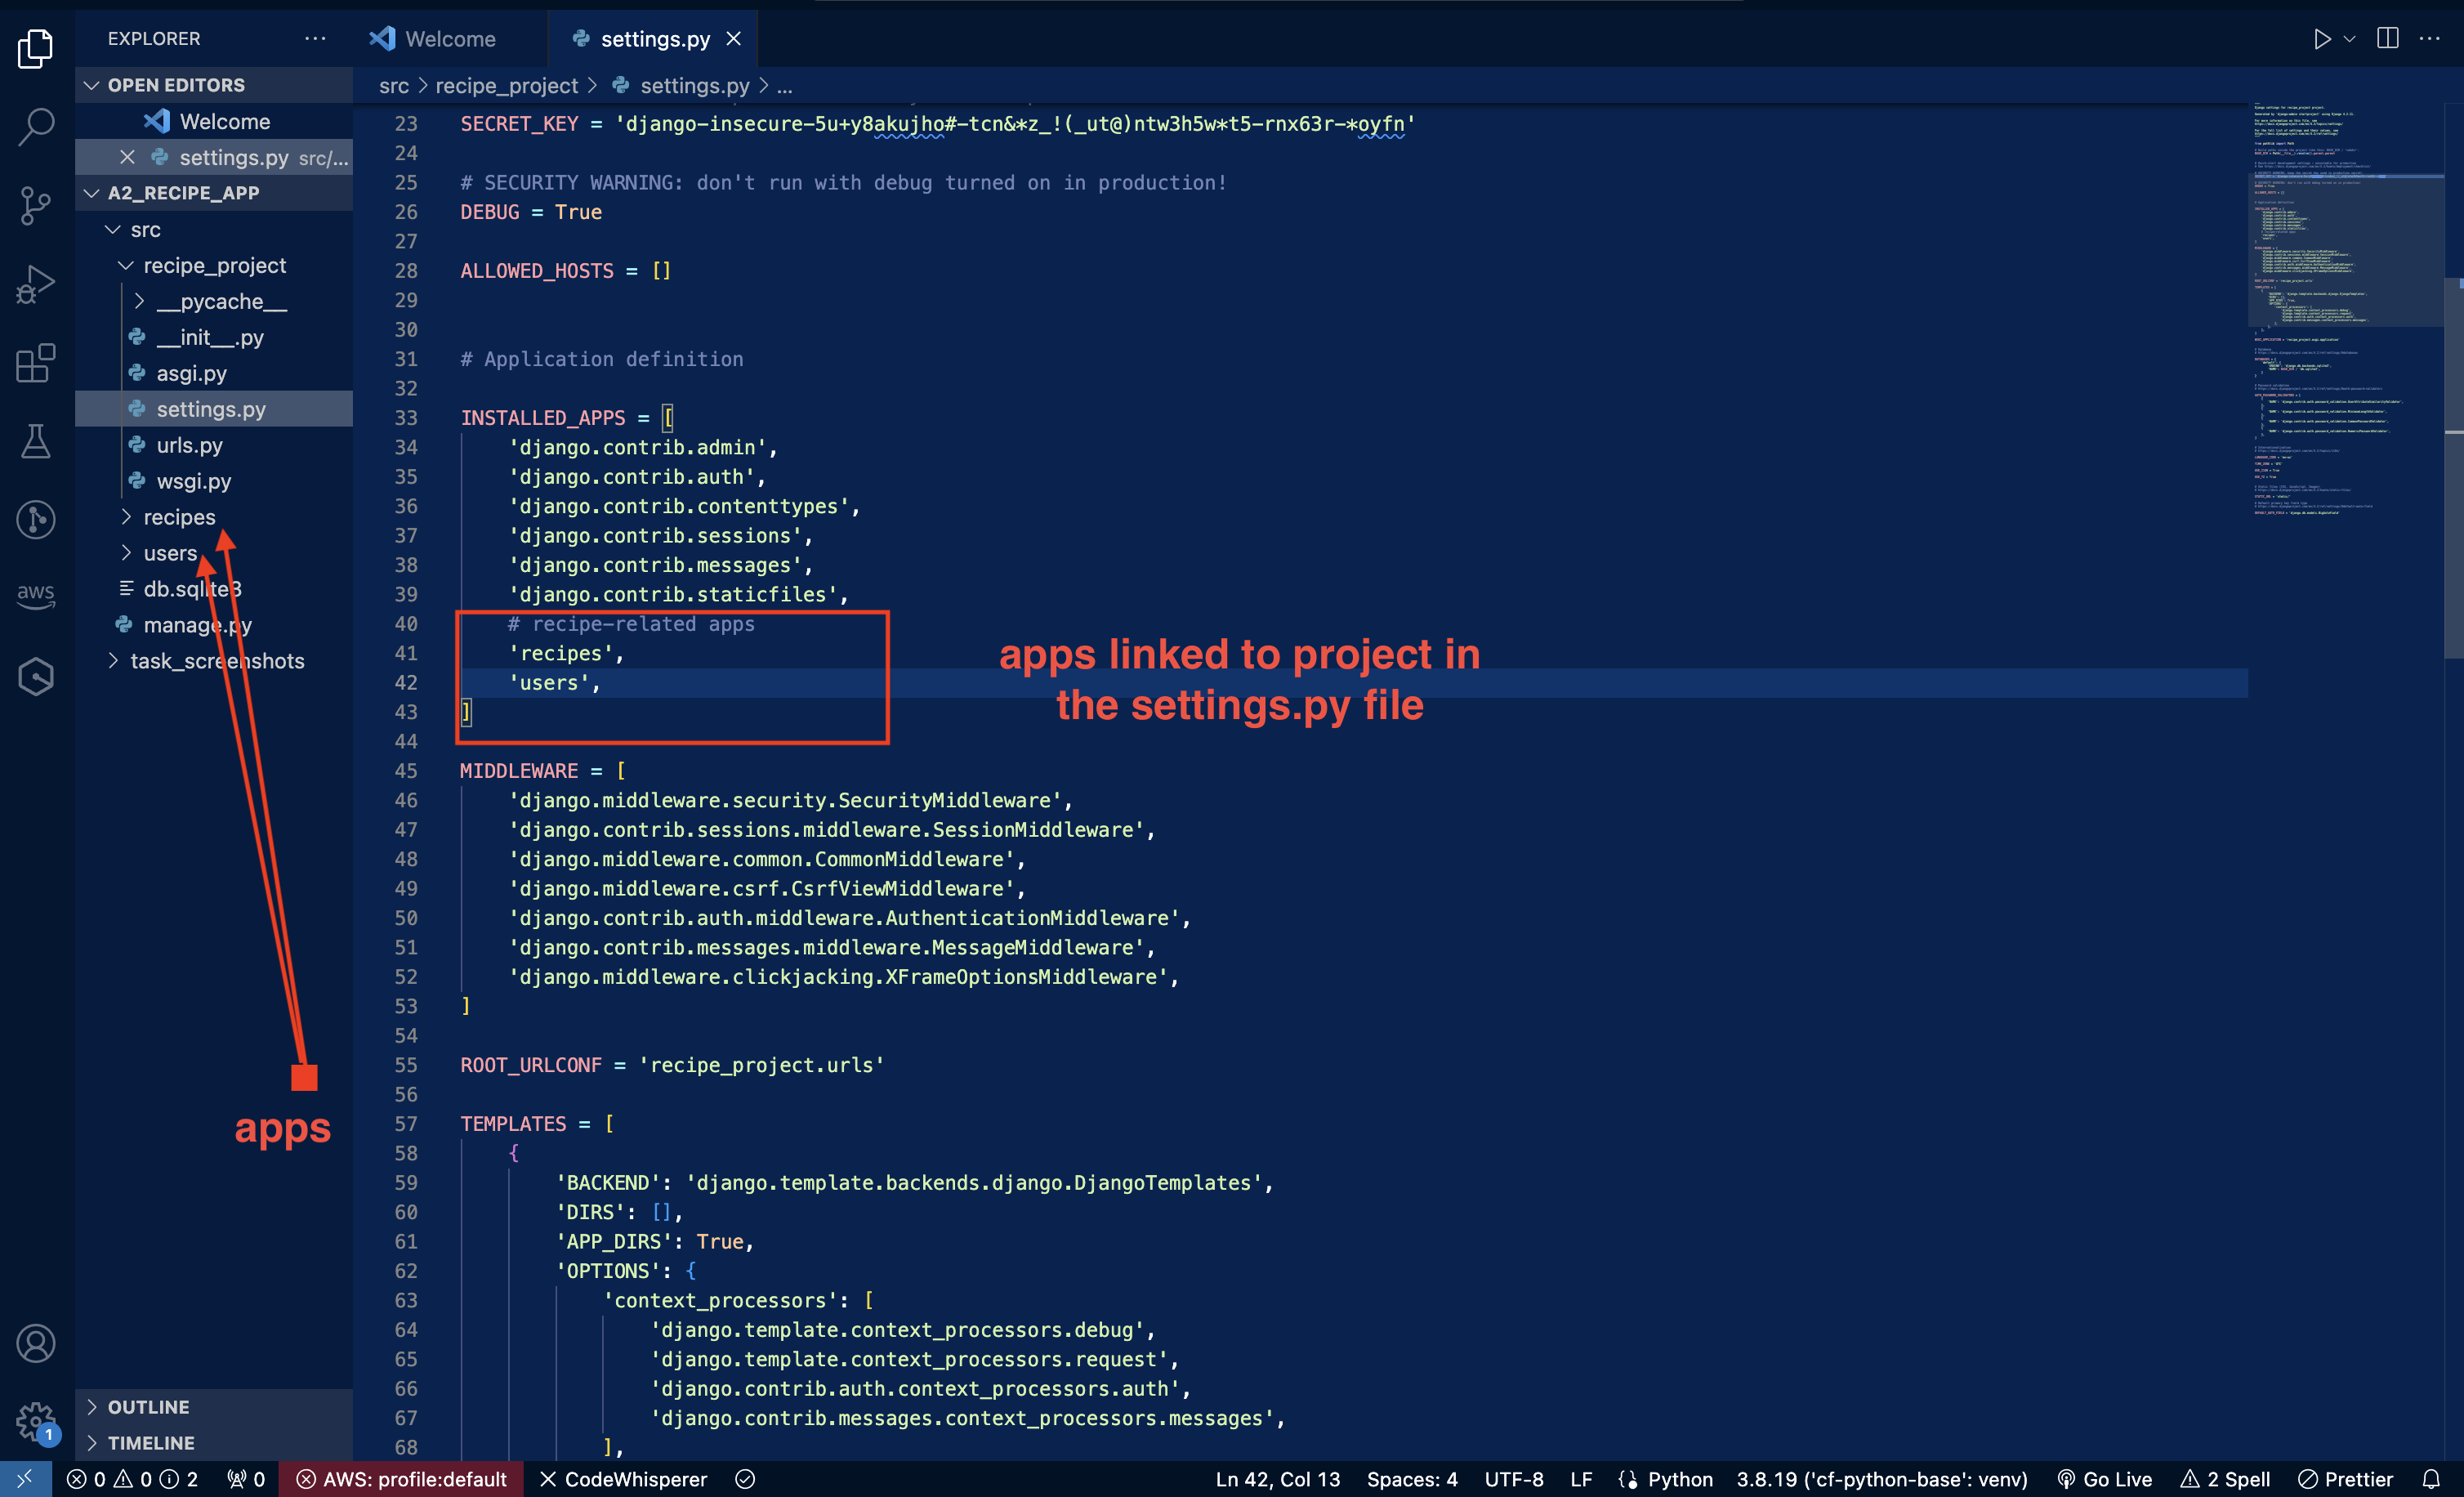 EXPLORER
Welcome
settings.py
OPEN EDITORS
Welcome
settings.py src/...
A2_RECIPE_APP
src
recipe_project
__pycache__
__init__.py
asgi.py
settings.py
urls.py
wsgi.py
recipes
users
db.sqlite3
manage.py
task_screenshots
apps
OUTLINE
TIMELINE
src > recipe_project > settings.py > ...
23 SECRET_KEY = 'django-insecure-5u+y8akujho#-tcn&*z_!(_ut@)ntw3h5w*t5-rnx63r-*oyfn'
24
25 # SECURITY WARNING: don't run with debug turned on in production!
26 DEBUG = True
27
28 ALLOWED_HOSTS = []
29
30
31 # Application definition
32
33 INSTALLED_APPS = [
34 'django.contrib.admin',
35 'django.contrib.auth',
36 'django.contrib.contenttypes',
37 'django.contrib.sessions',
38 'django.contrib.messages',
39 'django.contrib.staticfiles',
40 # recipe-related apps
41 'recipes',
42 'users',
43 ]
44
apps linked to project in
the settings.py file
45 MIDDLEWARE = [
46 'django.middleware.security.SecurityMiddleware',
47 'django.contrib.sessions.middleware.SessionMiddleware',
48 'django.middleware.common.CommonMiddleware',
49 'django.middleware.csrf.CsrfViewMiddleware',
50 'django.contrib.auth.middleware.AuthenticationMiddleware',
51 'django.contrib.messages.middleware.MessageMiddleware',
52 'django.middleware.clickjacking.XFrameOptionsMiddleware',
53 ]
54
55 ROOT_URLCONF = 'recipe_project.urls'
56
57 TEMPLATES = [
58 {
59 'BACKEND': 'django.template.backends.django.DjangoTemplates',
60 'DIRS': [],
61 'APP_DIRS': True,
62 'OPTIONS': {
63 'context_processors': [
64 'django.template.context_processors.debug',
65 'django.template.context_processors.request',
66 'django.contrib.auth.context_processors.auth',
67 'django.contrib.messages.context_processors.messages',
68 ],
aws
1
0 0 2 0 AWS: profile:default CodeWhisperer Ln 42, Col 13 Spaces: 4 UTF-8 LF Python 3.8.19 ('cf-python-base': venv) Go Live 2 Spell Prettier